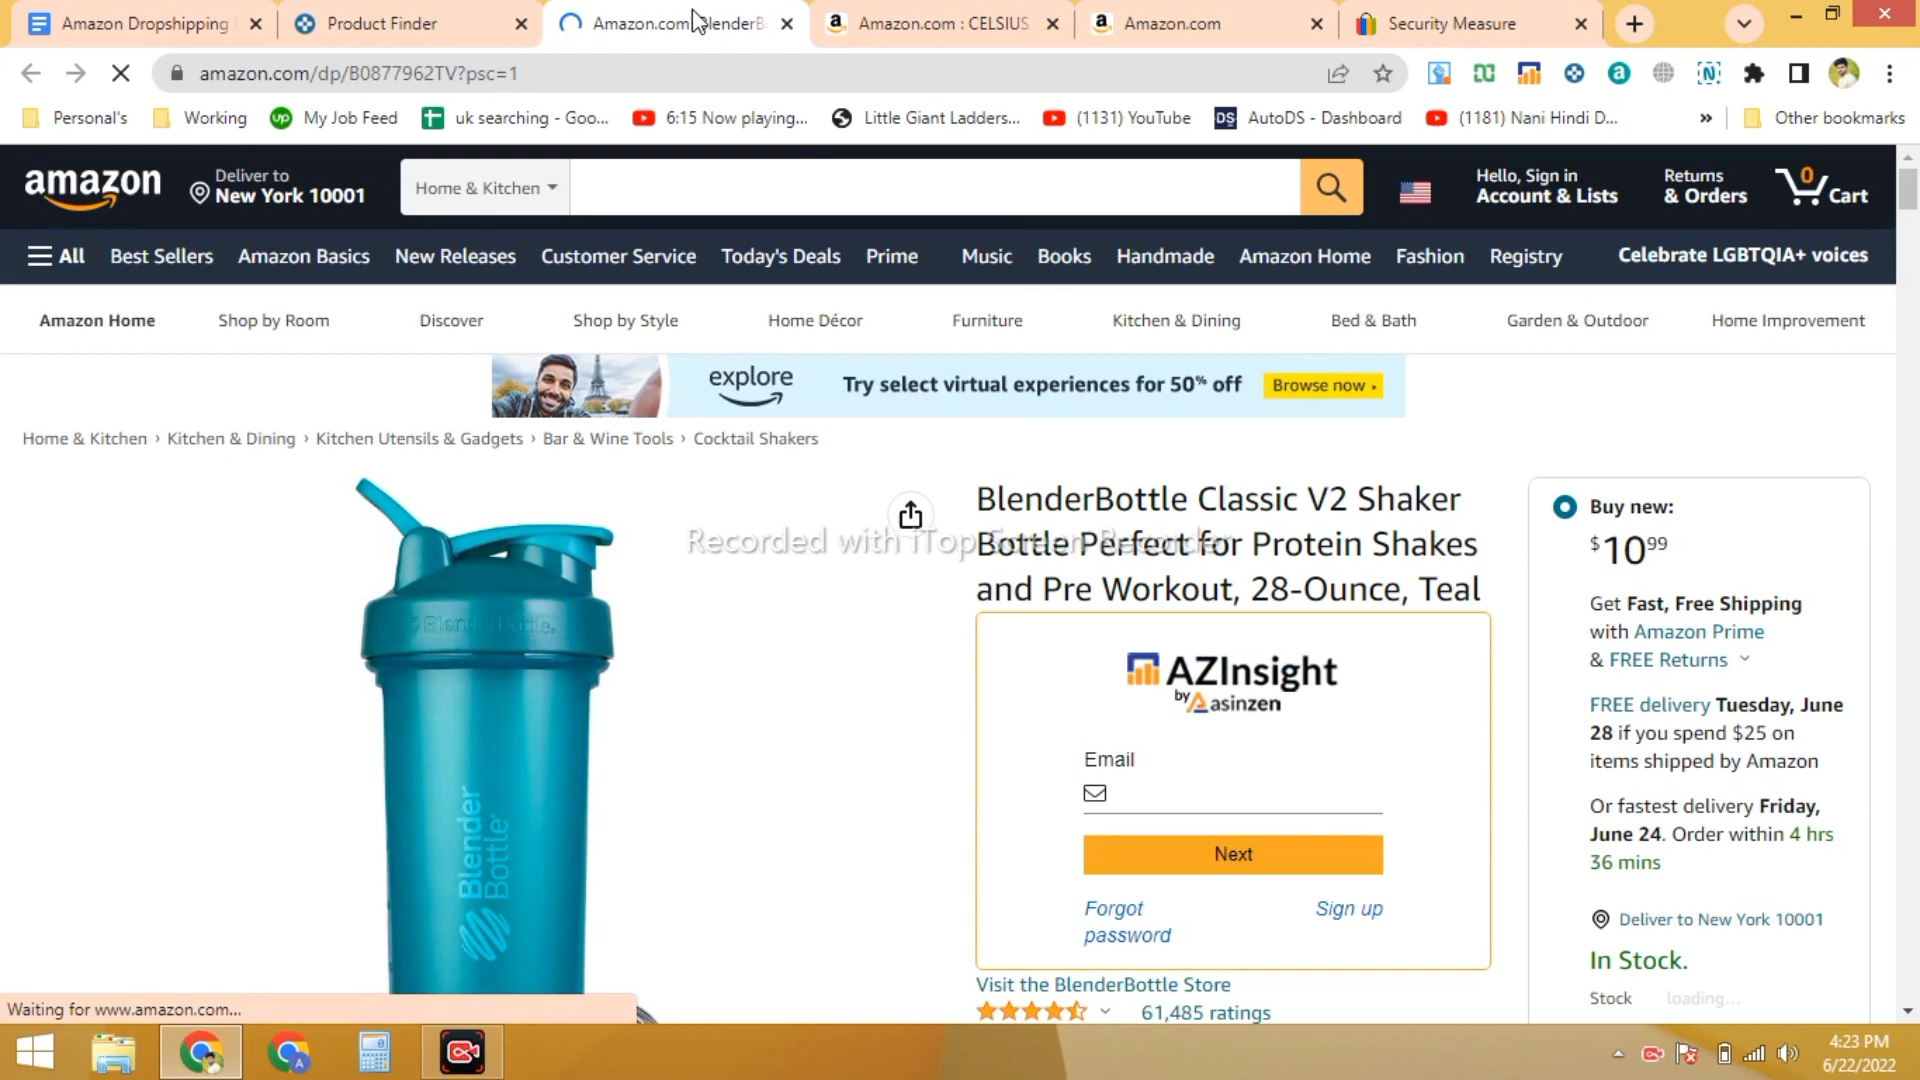 Amazon Dropshipping
Product Finder
Amazon.com
Amazon.com : CELSIUS
Amazon.com
Security Measure
amazon.com/dp/B0877962TV?psc=1
Personal's
Working
My Job Feed
uk searching - Goo...
6:15 Now playing...
Little Giant Ladders...
(1131) YouTube
AutoDS - Dashboard
(1181) Nani Hindi D...
»
Other bookmarks
amazon
Deliver to
New York 10001
Home & Kitchen
Hello, Sign in
Account & Lists
Returns
& Orders
0
Cart
All
Best Sellers
Amazon Basics
New Releases
Customer Service
Today's Deals
Prime
Music
Books
Handmade
Amazon Home
Fashion
Registry
Celebrate LGBTQIA+ voices
Amazon Home
Shop by Room
Discover
Shop by Style
Home Décor
Furniture
Kitchen & Dining
Bed & Bath
Garden & Outdoor
Home Improvement
explore
Try select virtual experiences for 50% off
Browse now
Home & Kitchen › Kitchen & Dining › Kitchen Utensils & Gadgets › Bar & Wine Tools › Cocktail Shakers
BlenderBottle Classic V2 Shaker
Bottle Perfect for Protein Shakes
and Pre Workout, 28-Ounce, Teal
Recorded with iTop Screen Recorder
BlenderBottle.
Blender
Bottle
AZInsight
by asinzen
Email
Next
Forgot
password
Sign up
Visit the BlenderBottle Store
61,485 ratings
Buy new:
$10 99
Get Fast, Free Shipping
with Amazon Prime
& FREE Returns
FREE delivery Tuesday, June
28 if you spend $25 on
items shipped by Amazon
Or fastest delivery Friday,
June 24. Order within 4 hrs
36 mins
Deliver to New York 10001
In Stock.
Stock
loading...
Waiting for www.amazon.com...
4:23 PM
6/22/2022